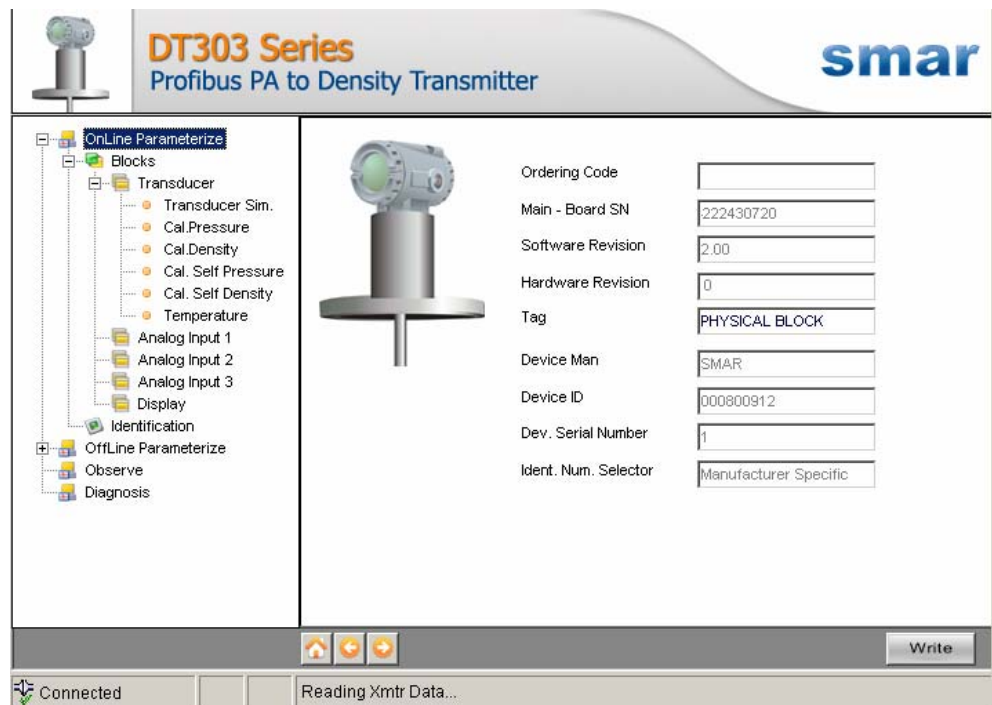 DT303 Series
Profibus PA to Density Transmitter
smar
OnLine Parameterize
Blocks
Transducer
Transducer Sim.
Cal.Pressure
Cal.Density
Cal. Self Pressure
Cal. Self Density
Temperature
Analog Input 1
Analog Input 2
Analog Input 3
Display
Identification
OffLine Parameterize
Observe
Diagnosis
Ordering Code
Main - Board SN -222430720
Software Revision 2.00
Hardware Revision 0
Tag PHYSICAL BLOCK
Device Man SMAR
Device ID 000800912
Dev. Serial Number 1
Ident. Num. Selector Manufacturer Specific
Write
Connected
Reading Xmtr Data...